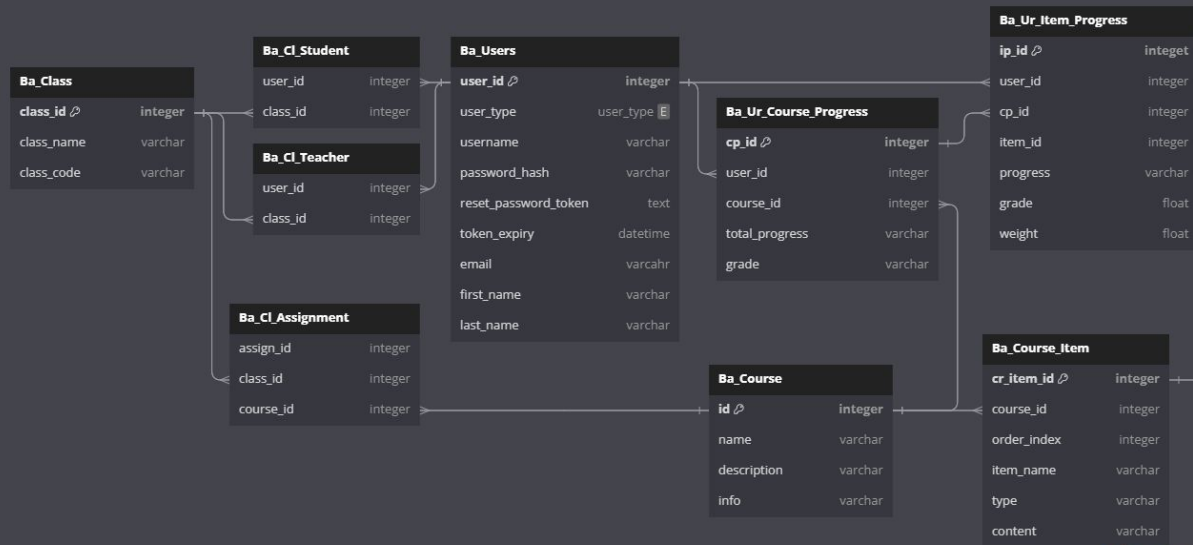 Ba_Class
class_id integer
class_name varchar
class_code varchar
Ba_Cl_Student
user_id integer
class_id integer
Ba_Cl_Teacher
user_id integer
class_id integer
Ba_Cl_Assignment
assign_id integer
class_id integer
course_id integer
Ba_Users
user_id integer
user_type user_type E
username varchar
password_hash varchar
reset_password_token text
token_expiry datetime
email varcahr
first_name varchar
last_name varchar
Ba_Ur_Course_Progress
cp_id integer
user_id integer
course_id integer
total_progress varchar
grade varchar
Ba_Course
id integer
name varchar
description varchar
info varchar
Ba_Ur_Item_Progress
ip_id integet
user_id integer
cp_id integer
item_id integer
progress varchar
grade float
weight float
Ba_Course_Item
cr_item_id integer
course_id integer
order_index integer
item_name varchar
type varchar
content varchar